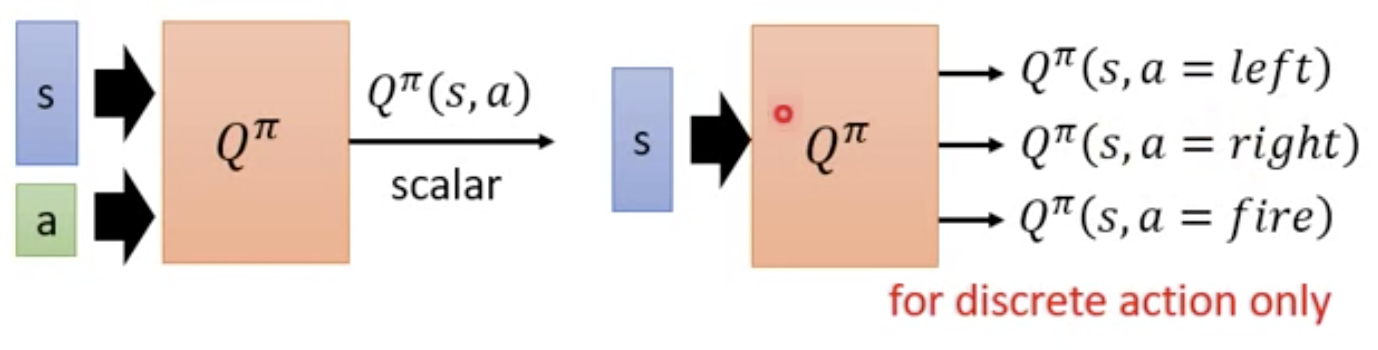 s
a
Q^π
Q^π(s, a)
scalar
s
Q^π
Q^π(s, a = left)
Q^π(s, a = right)
Q^π(s, a = fire)
for discrete action only